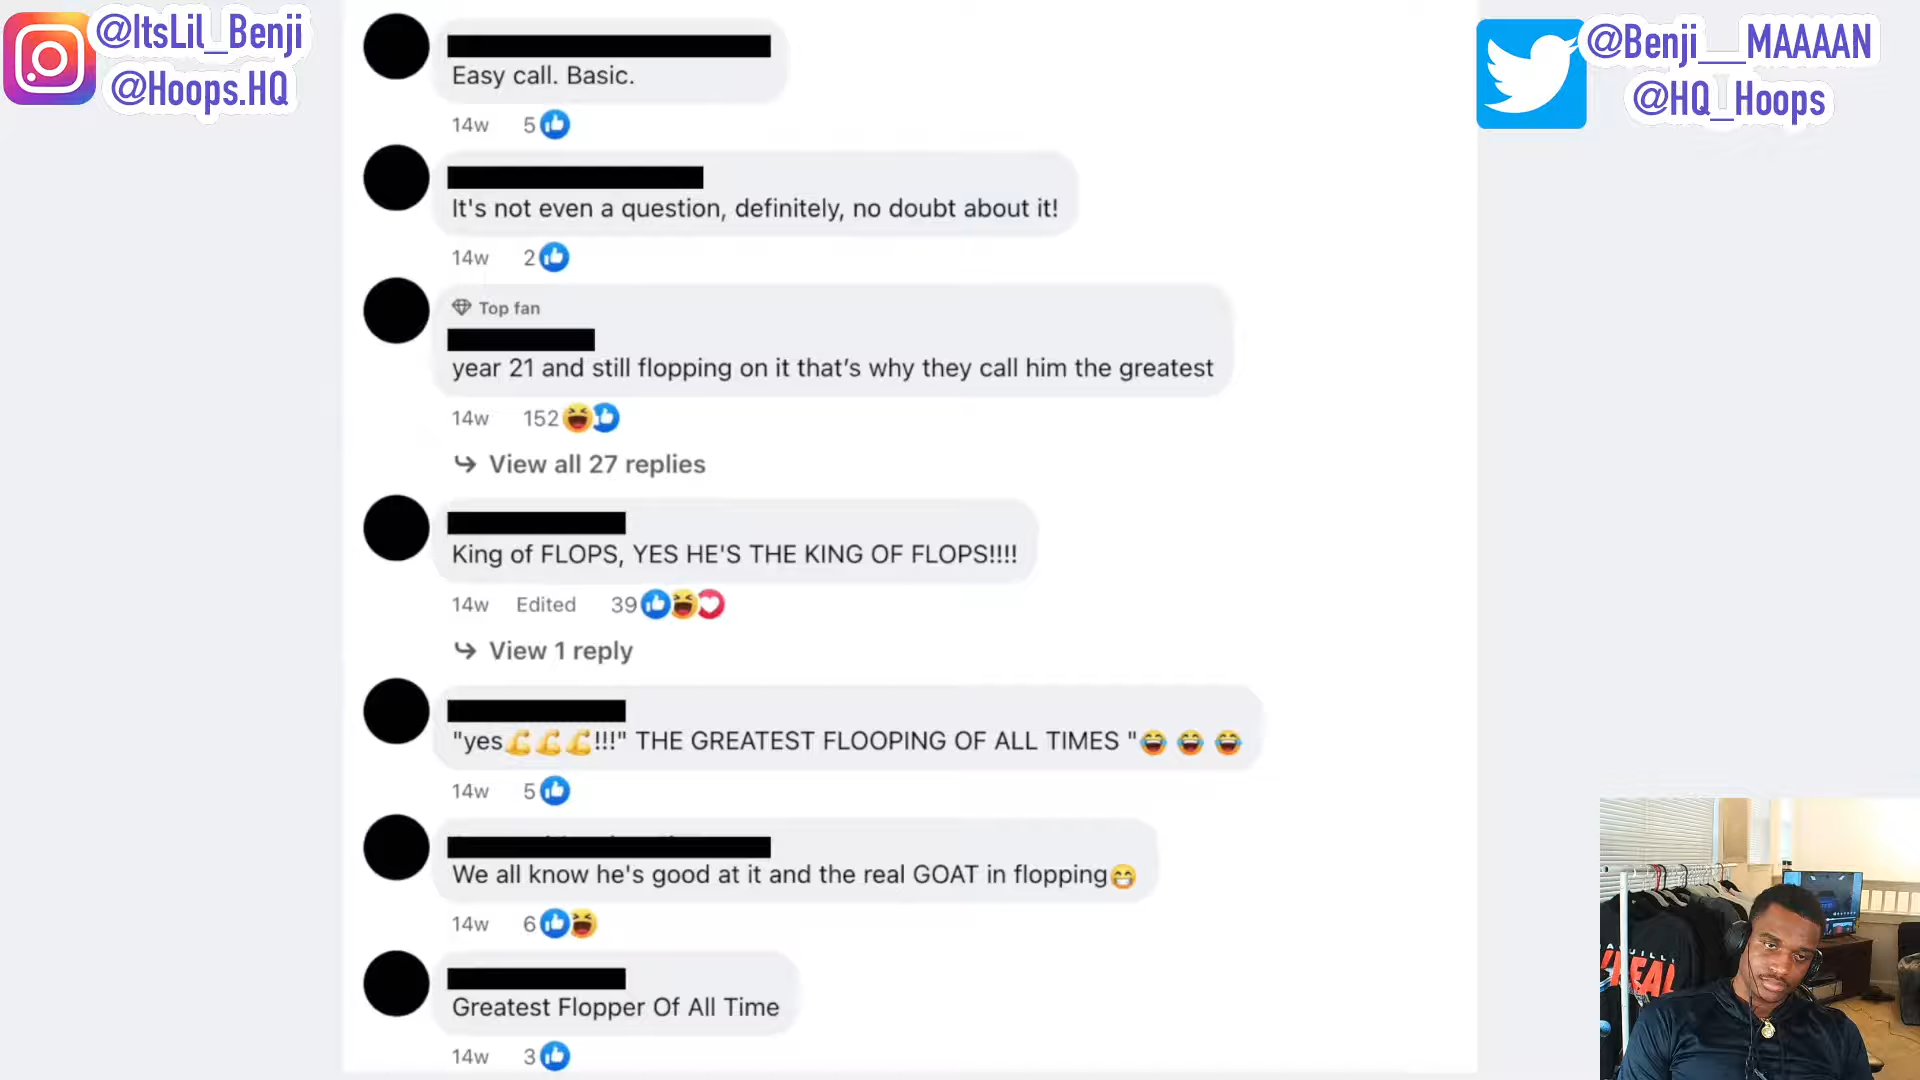 @ItsLil_Benji
@Hoops.HQ
@Benji__MAAAAN
@HQ_Hoops
Easy call. Basic.
14w 5
It's not even a question, definitely, no doubt about it!
14w 2
Top fan
year 21 and still flopping on it that’s why they call him the greatest
14w 152
View all 27 replies
King of FLOPS, YES HE'S THE KING OF FLOPS!!!!
14w Edited 39
View 1 reply
"yes💪💪💪!!!" THE GREATEST FLOOPING OF ALL TIMES "😂 😂 😂
14w 5
We all know he's good at it and the real GOAT in flopping😁
14w 6
Greatest Flopper Of All Time
14w 3